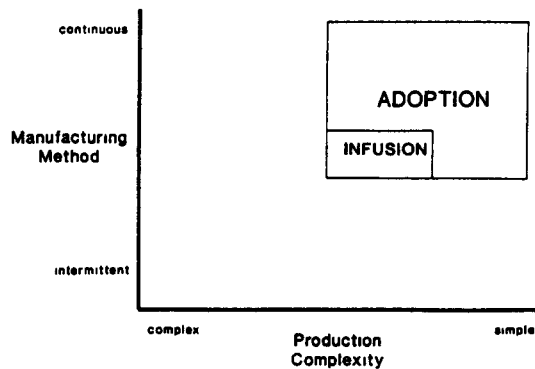 continuous
ADOPTION
Manufacturing
Method
INFUSION
intermittent
complex
simple
Production
Complexity